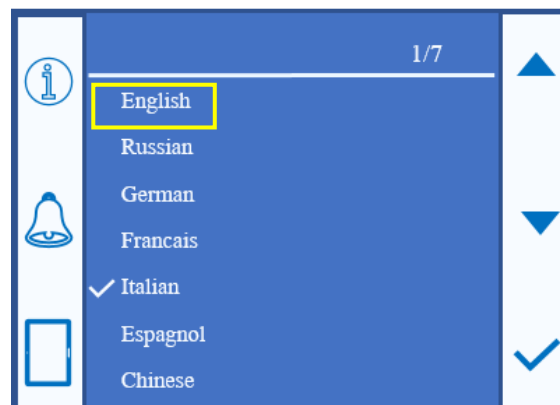 1/7
English
Russian
German
Francais
Italian
Espagnol
Chinese